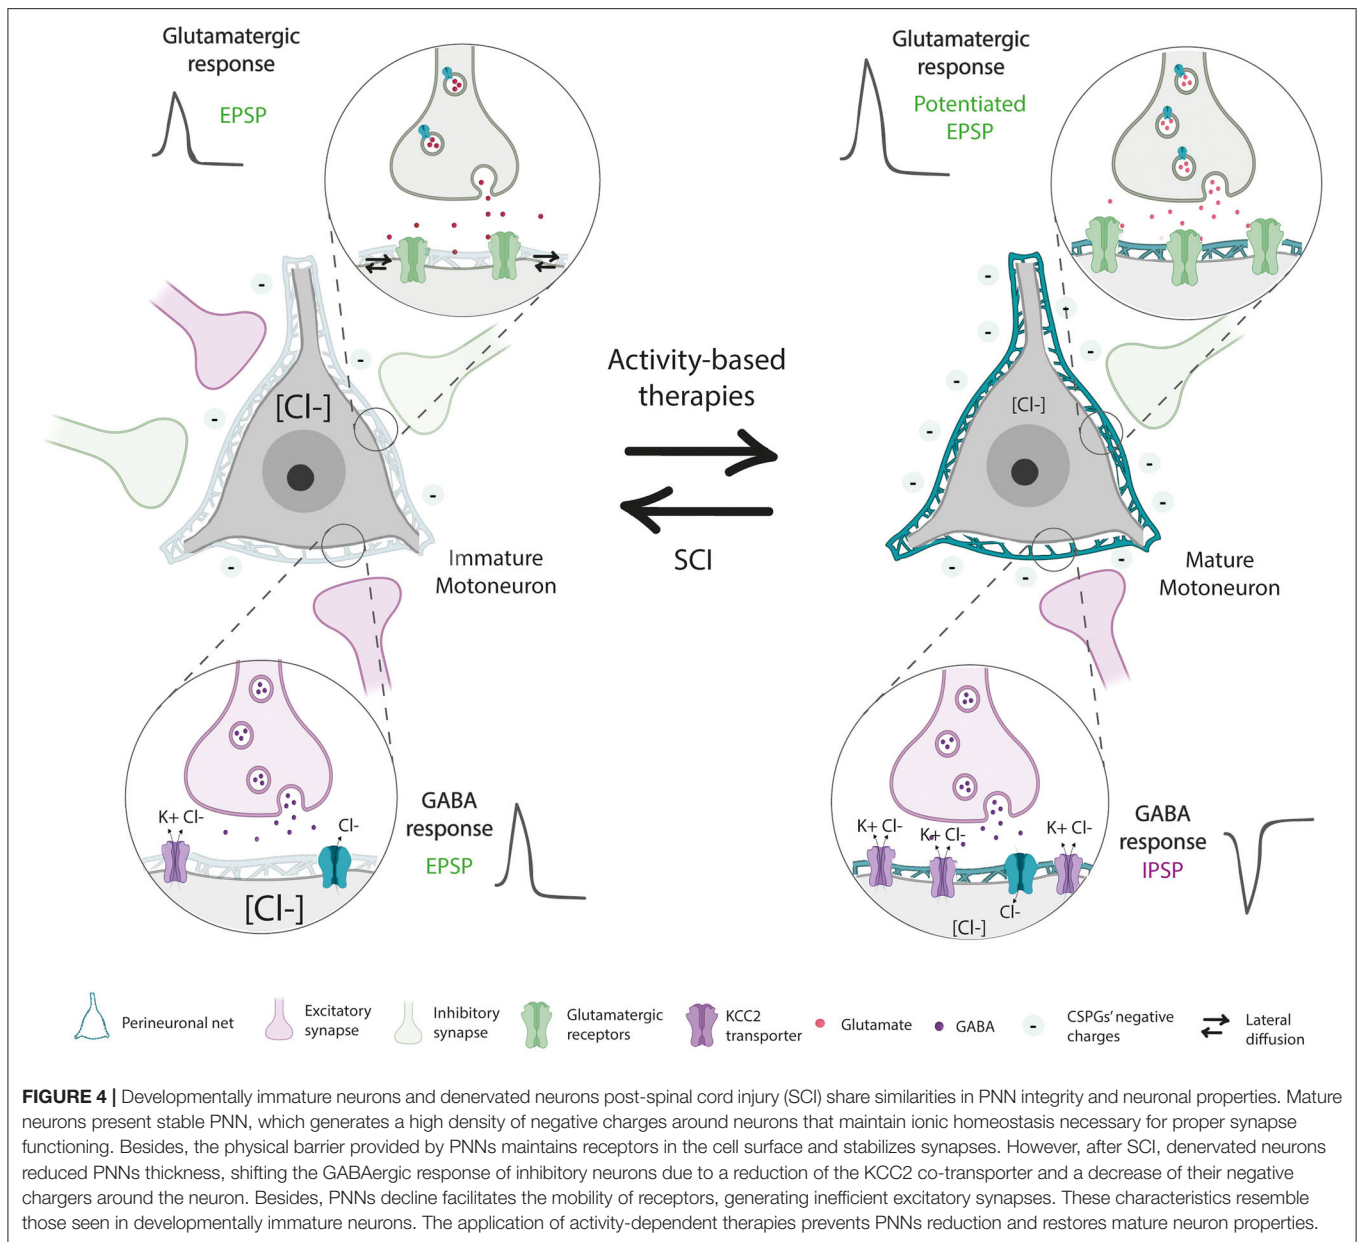 Glutamatergic
response
EPSP
Glutamatergic
response
Potentiated
EPSP
-
-
-
-
-
[Cl-]
Activity-based
therapies
SCI
Immature
Motoneuron
-
-
-
-
-
-
-
-
-
-
-
[Cl-]
Mature
Motoneuron
K+ Cl-
Cl-
[Cl-]
GABA
response
EPSP
K+ Cl-
K+ Cl-
K+ Cl-
Cl-
[Cl-]
GABA
response
IPSP
Perineuronal net
Excitatory
synapse
Inhibitory
synapse
Glutamatergic
receptors
KCC2
transporter
Glutamate
GABA
-
CSPGs' negative
charges
Lateral
diffusion
FIGURE 4 | Developmentally immature neurons and denervated neurons post-spinal cord injury (SCI) share similarities in PNN integrity and neuronal properties. Mature
neurons present stable PNN, which generates a high density of negative charges around neurons that maintain ionic homeostasis necessary for proper synapse
functioning. Besides, the physical barrier provided by PNNs maintains receptors in the cell surface and stabilizes synapses. However, after SCI, denervated neurons
reduced PNNs thickness, shifting the GABAergic response of inhibitory neurons due to a reduction of the KCC2 co-transporter and a decrease of their negative
chargers around the neuron. Besides, PNNs decline facilitates the mobility of receptors, generating inefficient excitatory synapses. These characteristics resemble
those seen in developmentally immature neurons. The application of activity-dependent therapies prevents PNNs reduction and restores mature neuron properties.